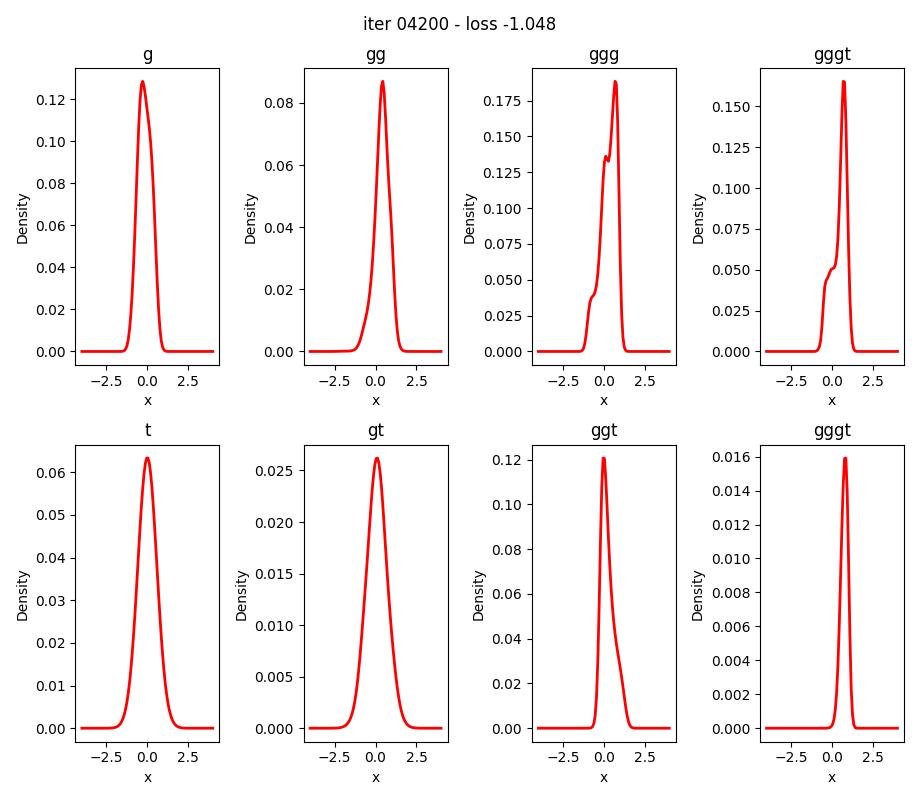 iter 04200 - loss -1.048
g
gg
ggg
gggt
0.12
0.10
0.08
0.06
0.04
0.02
0.00
Density
−2.5 0.0 2.5
x
0.08
0.06
0.04
0.02
0.00
Density
−2.5 0.0 2.5
x
0.175
0.150
0.125
0.100
0.075
0.050
0.025
0.000
Density
−2.5 0.0 2.5
x
0.150
0.125
0.100
0.075
0.050
0.025
0.000
Density
−2.5 0.0 2.5
x
t
gt
ggt
gggt
0.06
0.05
0.04
0.03
0.02
0.01
0.00
Density
−2.5 0.0 2.5
x
0.025
0.020
0.015
0.010
0.005
0.000
Density
−2.5 0.0 2.5
x
0.12
0.10
0.08
0.06
0.04
0.02
0.00
Density
−2.5 0.0 2.5
x
0.016
0.014
0.012
0.010
0.008
0.006
0.004
0.002
0.000
Density
−2.5 0.0 2.5
x